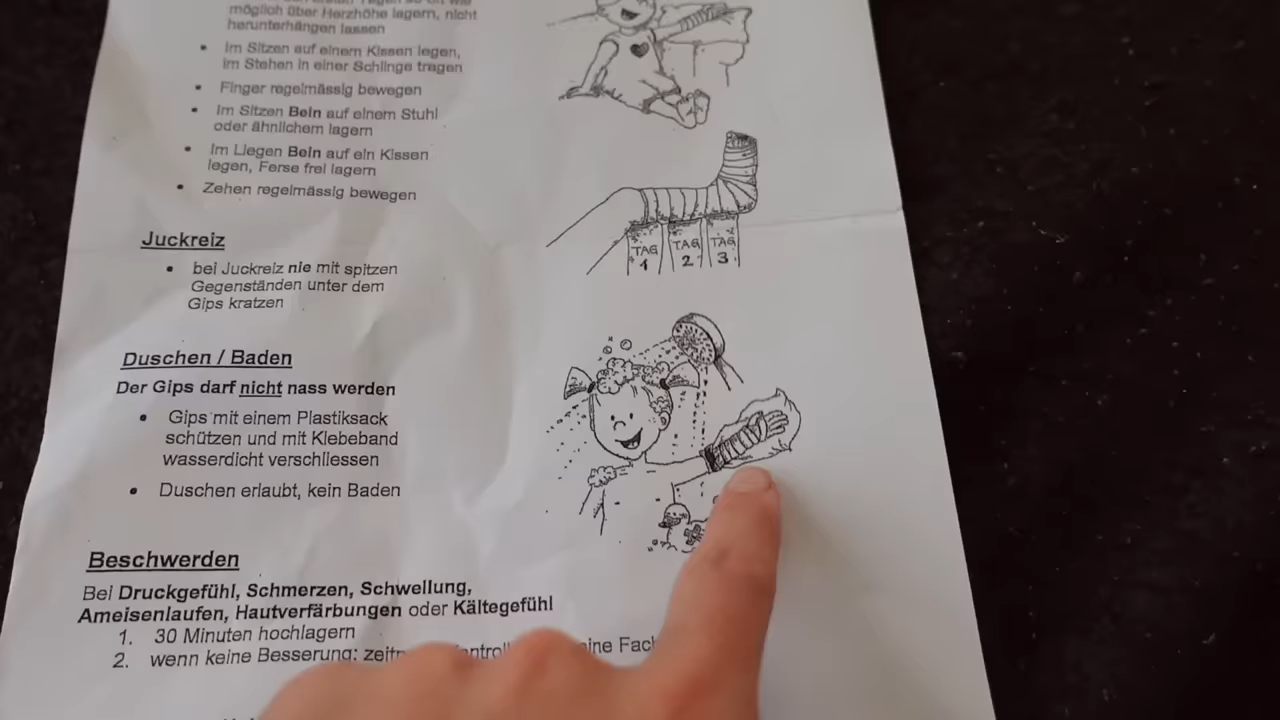 möglich über Herzhöhe lagern, nicht
herunterhängen lassen
• Im Sitzen auf einem Kissen legen,
im Stehen in einer Schlinge tragen
• Finger regelmässig bewegen
• Im Sitzen Bein auf einem Stuhl
oder ähnlichem lagern
• Im Liegen Bein auf ein Kissen
legen, Ferse frei lagern
• Zehen regelmässig bewegen
TAG 1 TAG 2 TAG 3
Juckreiz
• bei Juckreiz nie mit spitzen
Gegenständen unter dem
Gips kratzen
Duschen / Baden
Der Gips darf nicht nass werden
• Gips mit einem Plastiksack
schützen und mit Klebeband
wasserdicht verschliessen
• Duschen erlaubt, kein Baden
Beschwerden
Bei Druckgefühl, Schmerzen, Schwellung,
Ameisenlaufen, Hautverfärbungen oder Kältegefühl
1. 30 Minuten hochlagern
2. wenn keine Besserung: